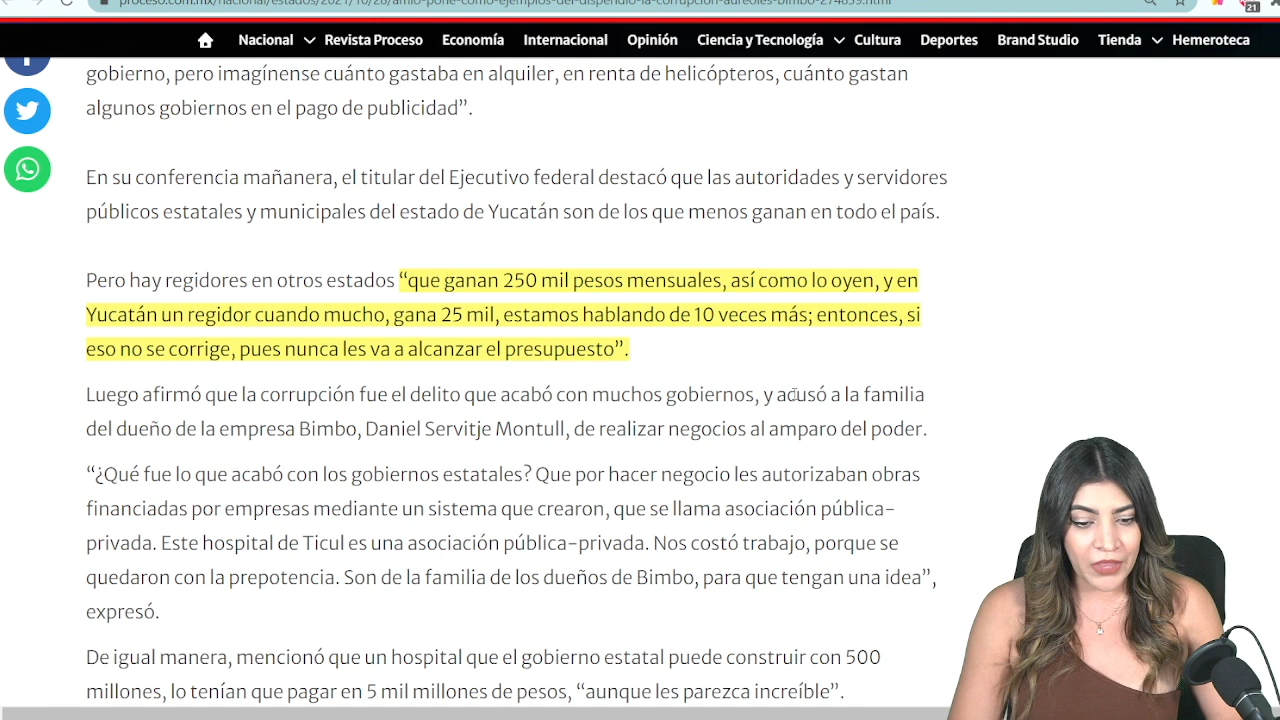 proceso.com.mx/nacional/estados/2021/10/28/amlo-pone-como-ejemplos-del-dispendio-la-corrupcion-aureoles-bimbo-274839.html
21
Nacional Revista Proceso Economía Internacional Opinión Ciencia y Tecnología Cultura Deportes Brand Studio Tienda Hemeroteca
gobierno, pero imagínense cuánto gastaba en alquiler, en renta de helicópteros, cuánto gastan
algunos gobiernos en el pago de publicidad”.
En su conferencia mañanera, el titular del Ejecutivo federal destacó que las autoridades y servidores
públicos estatales y municipales del estado de Yucatán son de los que menos ganan en todo el país.
Pero hay regidores en otros estados “que ganan 250 mil pesos mensuales, así como lo oyen, y en
Yucatán un regidor cuando mucho, gana 25 mil, estamos hablando de 10 veces más; entonces, si
eso no se corrige, pues nunca les va a alcanzar el presupuesto”.
Luego afirmó que la corrupción fue el delito que acabó con muchos gobiernos, y acusó a la familia
del dueño de la empresa Bimbo, Daniel Servitje Montull, de realizar negocios al amparo del poder.
“¿Qué fue lo que acabó con los gobiernos estatales? Que por hacer negocio les autorizaban obras
financiadas por empresas mediante un sistema que crearon, que se llama asociación pública-
privada. Este hospital de Ticul es una asociación pública-privada. Nos costó trabajo, porque se
quedaron con la prepotencia. Son de la familia de los dueños de Bimbo, para que tengan una idea”,
expresó.
De igual manera, mencionó que un hospital que el gobierno estatal puede construir con 500
millones, lo tenían que pagar en 5 mil millones de pesos, “aunque les parezca increíble”.